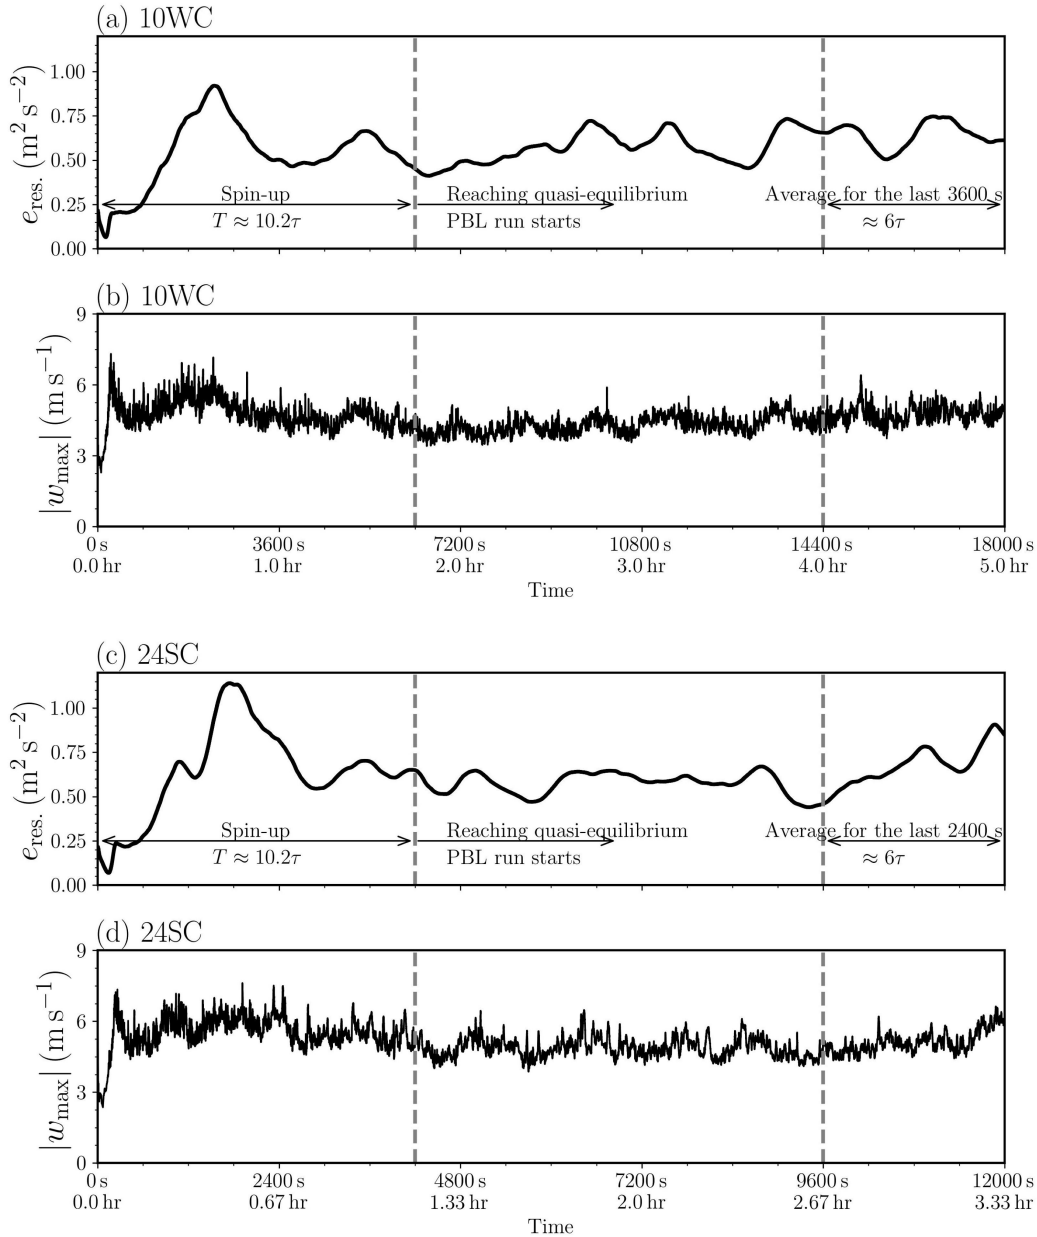 (a) 10WC
1.00
0.75
0.50
0.25
0.00
e_res. (m² s⁻²)
Spin-up
T ≈ 10.2τ
Reaching quasi-equilibrium
PBL run starts
Average for the last 3600 s
≈ 6τ
(b) 10WC
9
6
3
0
|w_max| (m s⁻¹)
0 s 3600 s 7200 s 10800 s 14400 s 18000 s
0.0 hr 1.0 hr 2.0 hr 3.0 hr 4.0 hr 5.0 hr
Time
(c) 24SC
1.00
0.75
0.50
0.25
0.00
e_res. (m² s⁻²)
Spin-up
T ≈ 10.2τ
Reaching quasi-equilibrium
PBL run starts
Average for the last 2400 s
≈ 6τ
(d) 24SC
9
6
3
0
|w_max| (m s⁻¹)
0 s 2400 s 4800 s 7200 s 9600 s 12000 s
0.0 hr 0.67 hr 1.33 hr 2.0 hr 2.67 hr 3.33 hr
Time